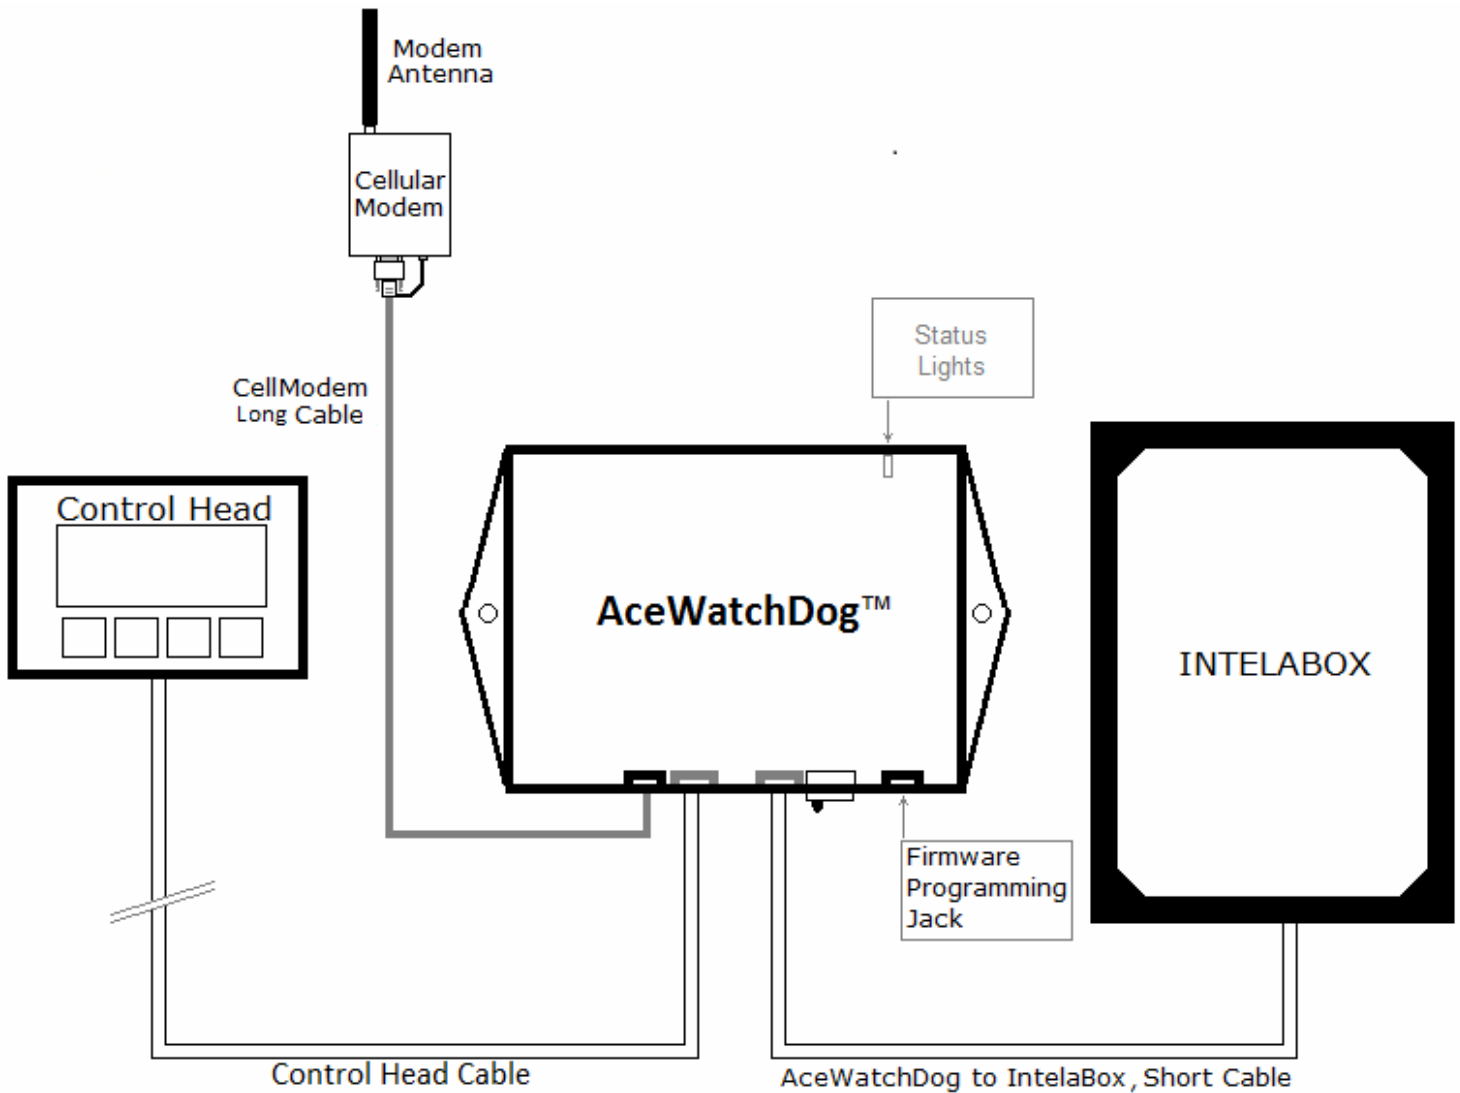 Modem
Antenna
Cellular
Modem
Status
Lights
CellModem
Long Cable
Control Head
AceWatchDog™
INTELABOX
Firmware
Programming
Jack
Control Head Cable
AceWatchDog to IntelaBox, Short Cable